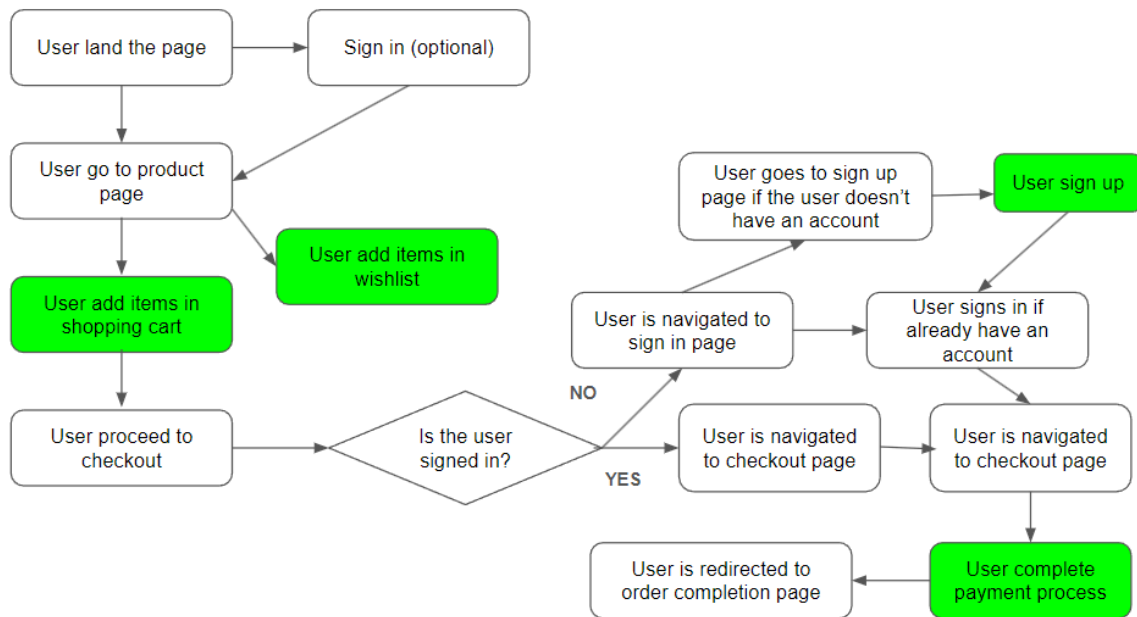 User land the page
Sign in (optional)
User go to product
page
User goes to sign up
page if the user doesn’t
have an account
User sign up
User add items in
wishlist
User add items in
shopping cart
User is navigated to
sign in page
User signs in if
already have an
account
NO
User proceed to
checkout
Is the user
signed in?
YES
User is navigated
to checkout page
User is navigated
to checkout page
User is redirected to
order completion page
User complete
payment process